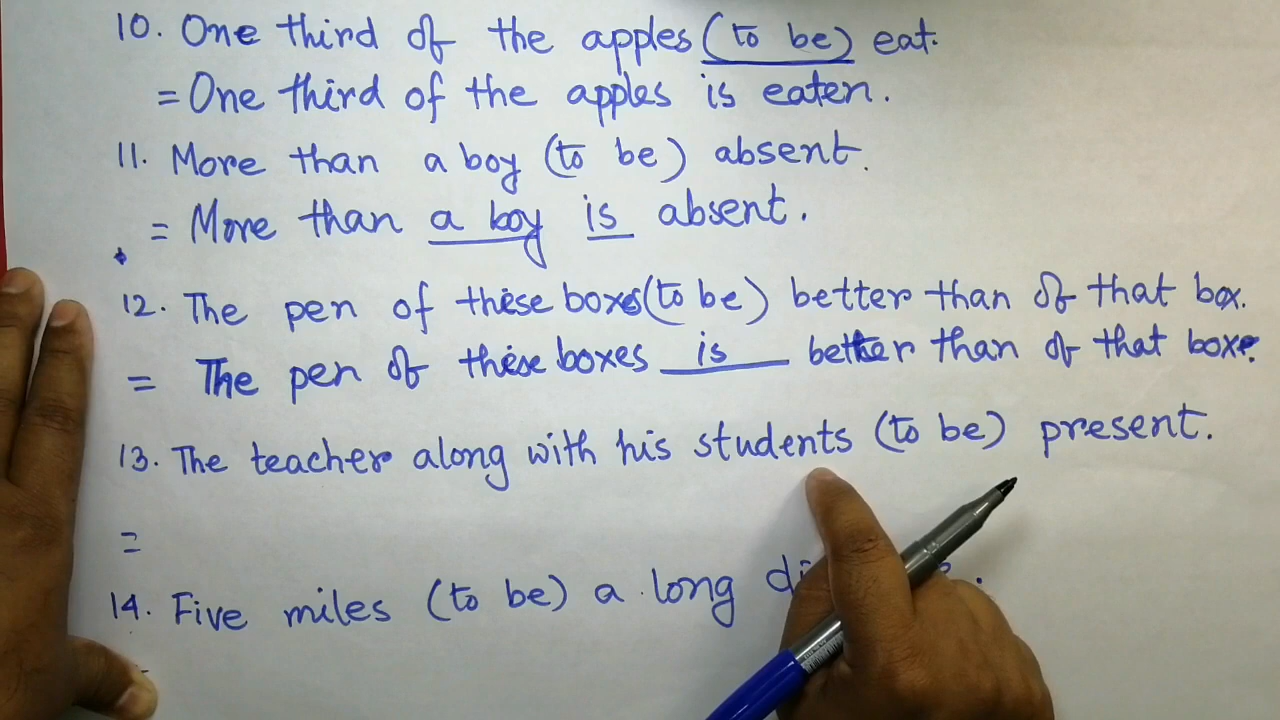 10. One third of the apples (to be) eat.
= One third of the apples is eaten.
11. More than a boy (to be) absent.
= More than a boy is absent.
12. The pen of these boxes (to be) better than of that box.
= The pen of these boxes is better than of that box.
13. The teacher along with his students (to be) present.
=
14. Five miles (to be) a long